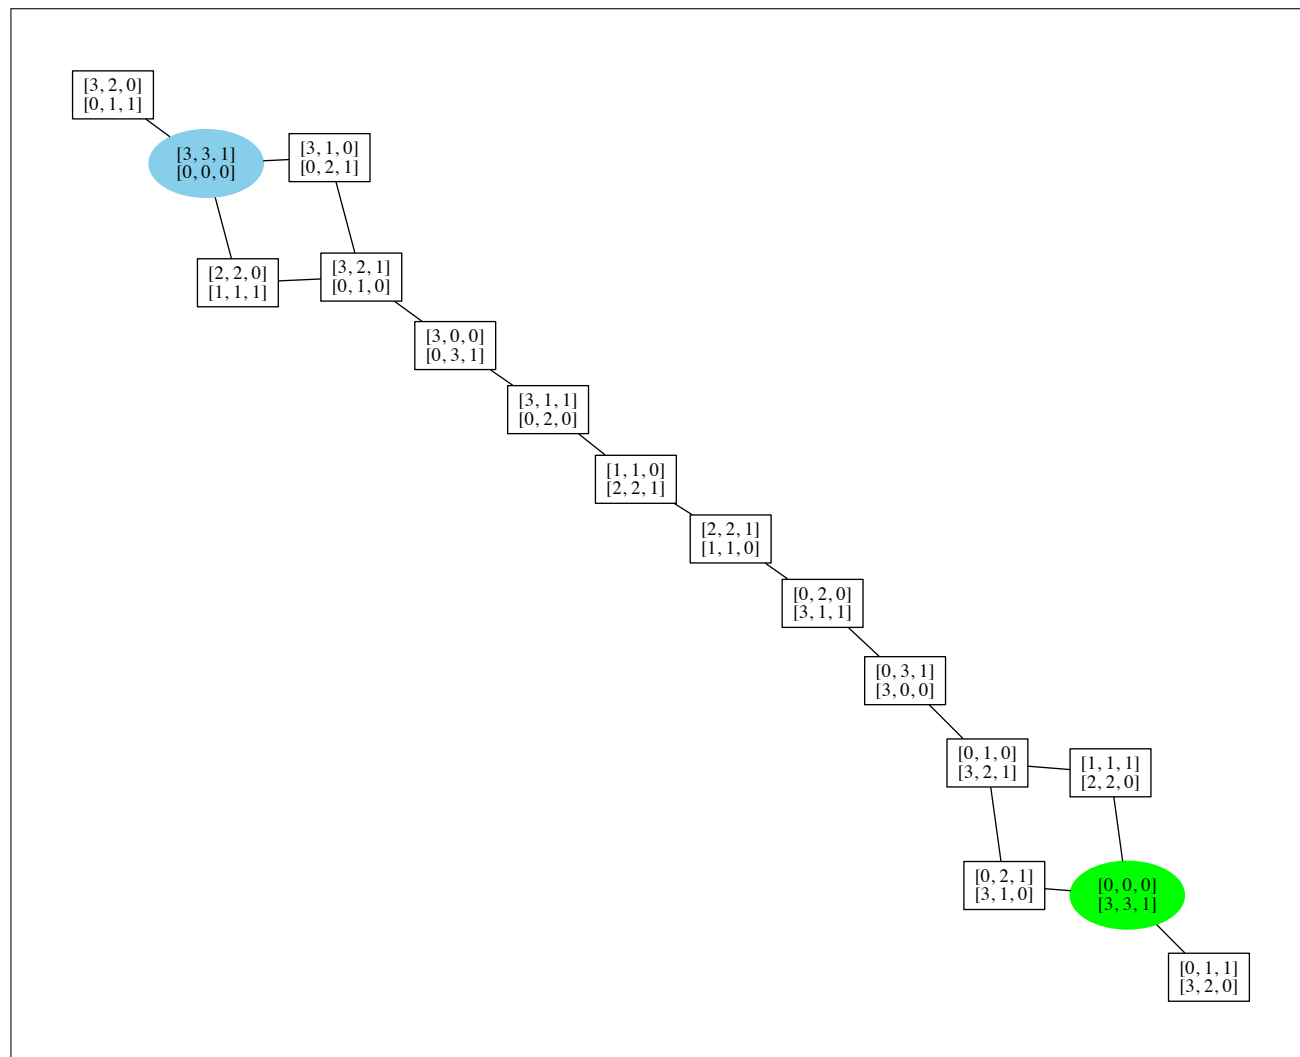 [3, 2, 0]
[0, 1, 1]
[3, 3, 1]
[0, 0, 0]
[3, 1, 0]
[0, 2, 1]
[2, 2, 0]
[1, 1, 1]
[3, 2, 1]
[0, 1, 0]
[3, 0, 0]
[0, 3, 1]
[3, 1, 1]
[0, 2, 0]
[1, 1, 0]
[2, 2, 1]
[2, 2, 1]
[1, 1, 0]
[0, 2, 0]
[3, 1, 1]
[0, 3, 1]
[3, 0, 0]
[0, 1, 0]
[3, 2, 1]
[1, 1, 1]
[2, 2, 0]
[0, 2, 1]
[3, 1, 0]
[0, 0, 0]
[3, 3, 1]
[0, 1, 1]
[3, 2, 0]